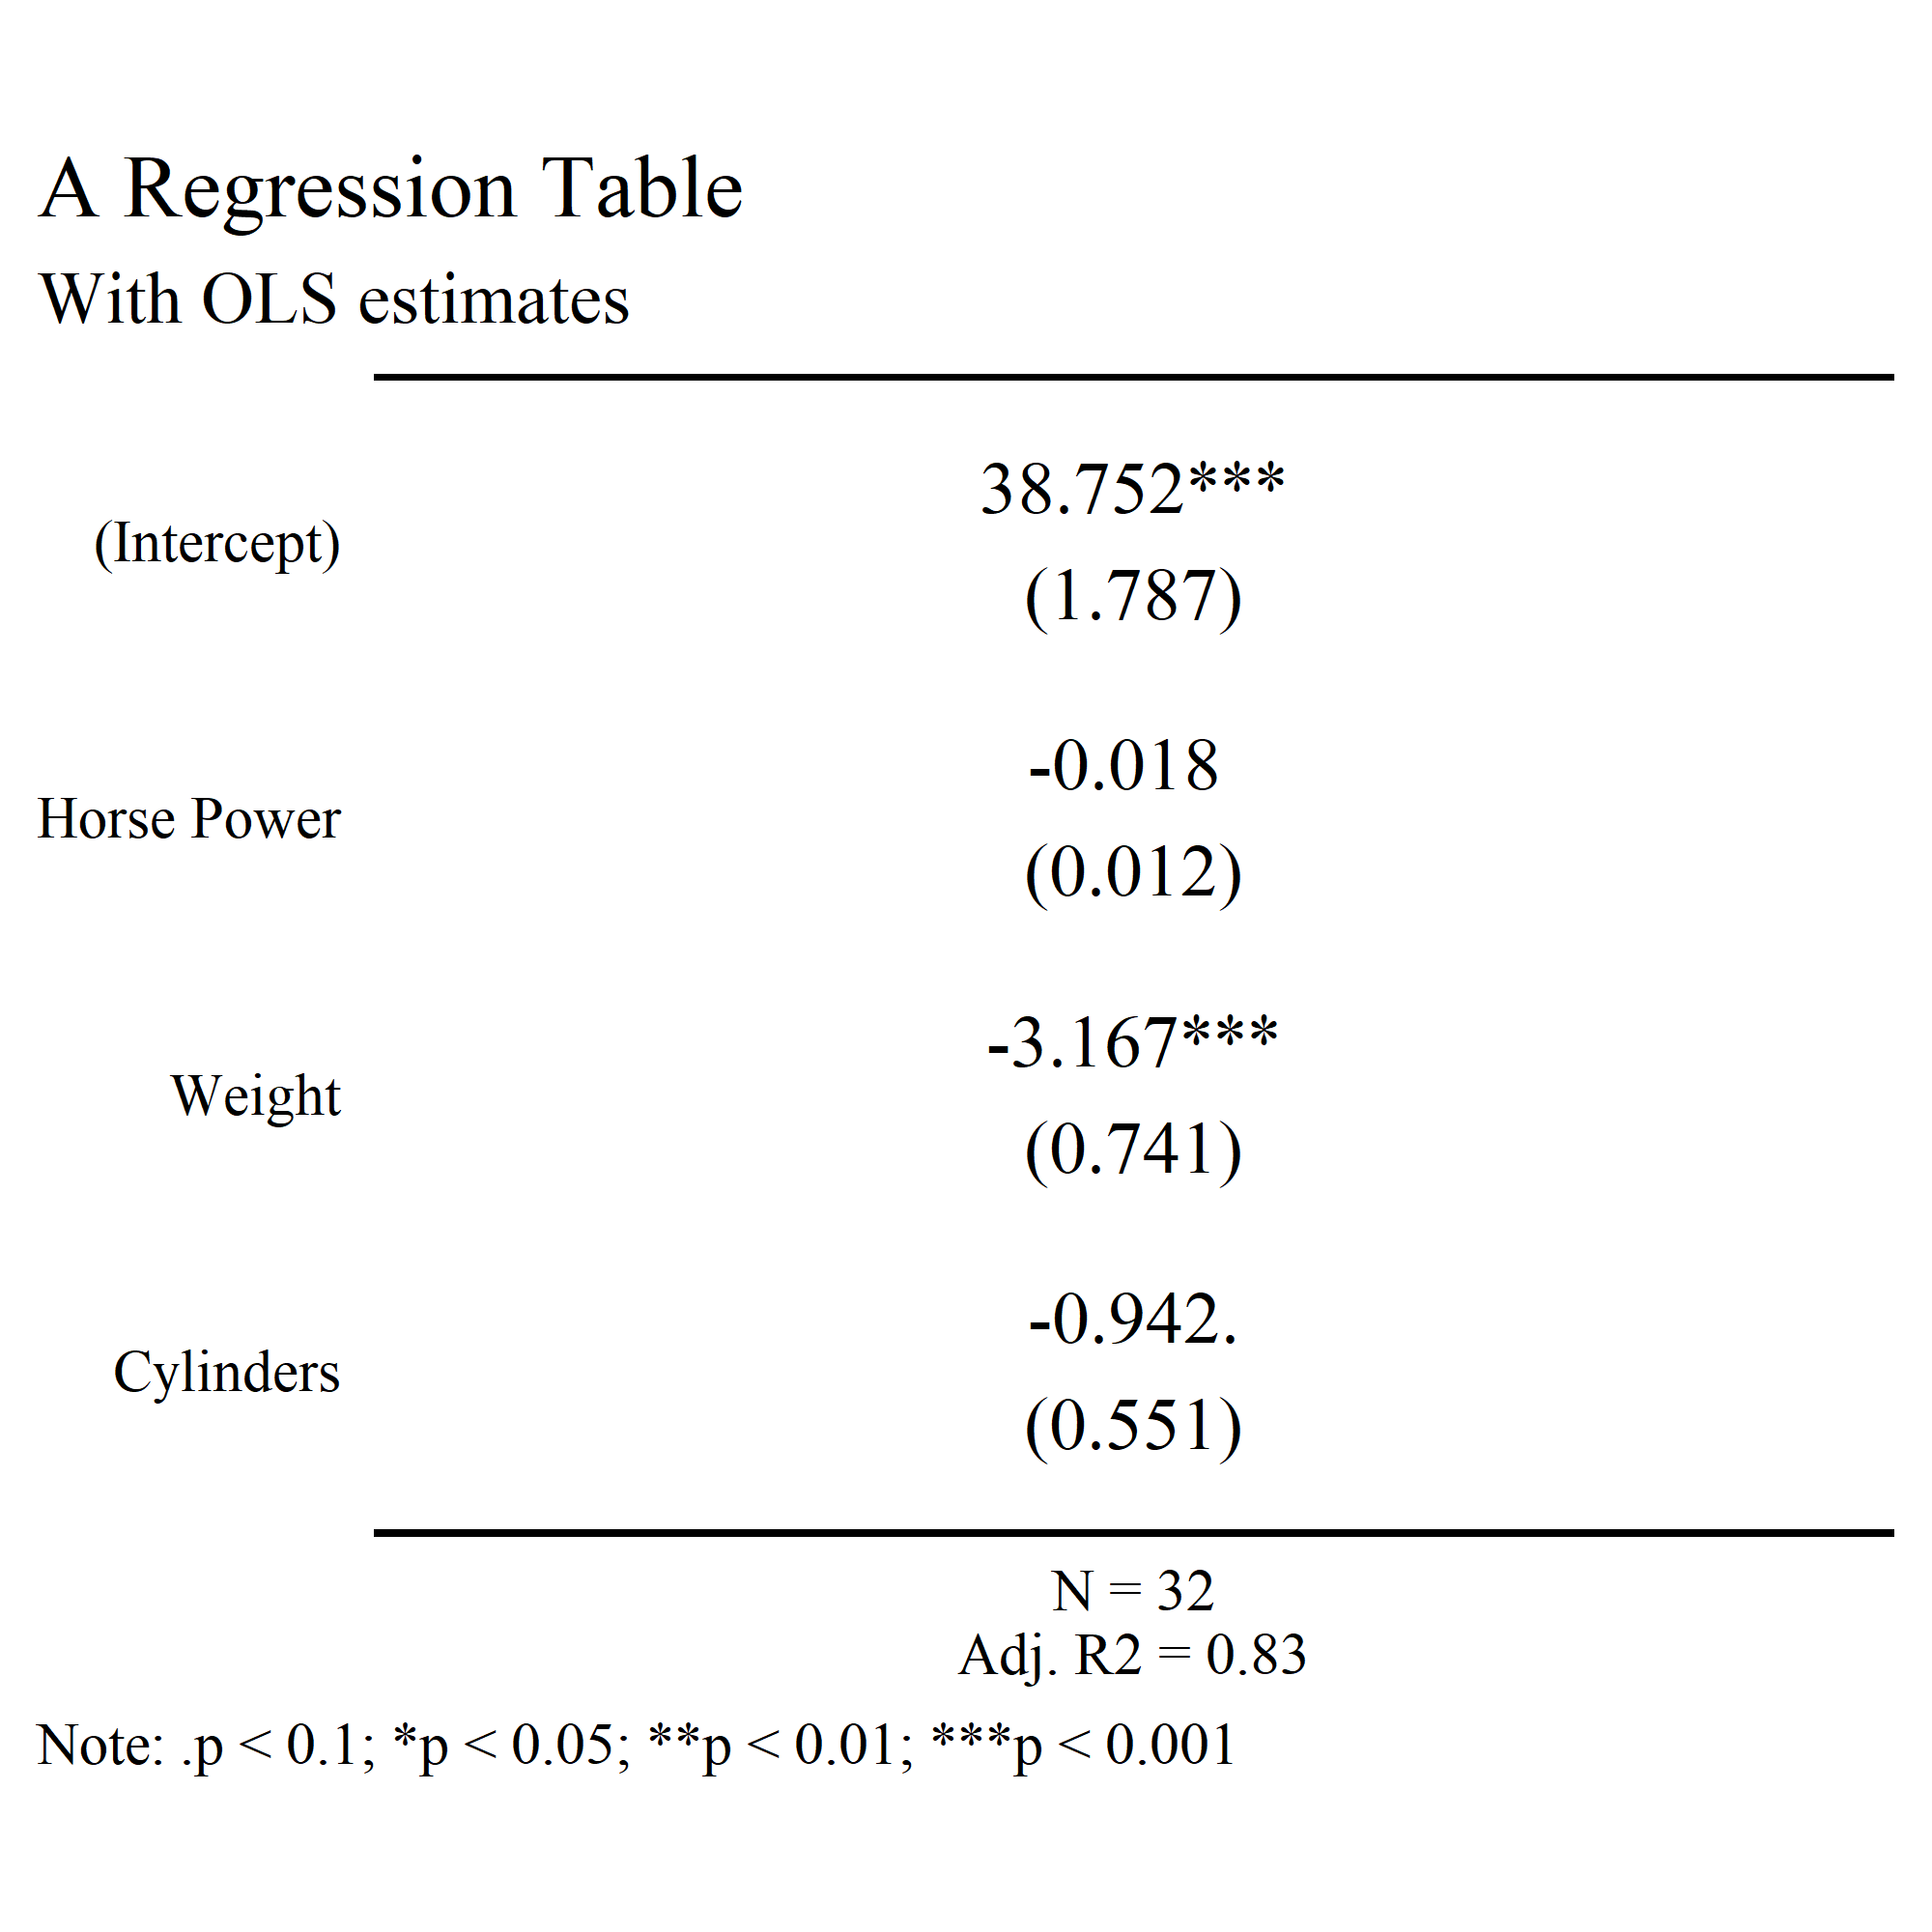 A Regression Table
With OLS estimates
38.752***
(Intercept)
(1.787)
-0.018
Horse Power
(0.012)
-3.167***
Weight
(0.741)
-0.942.
Cylinders
(0.551)
N = 32
Adj. R2 = 0.83
Note: .p < 0.1; *p < 0.05; **p < 0.01; ***p < 0.001